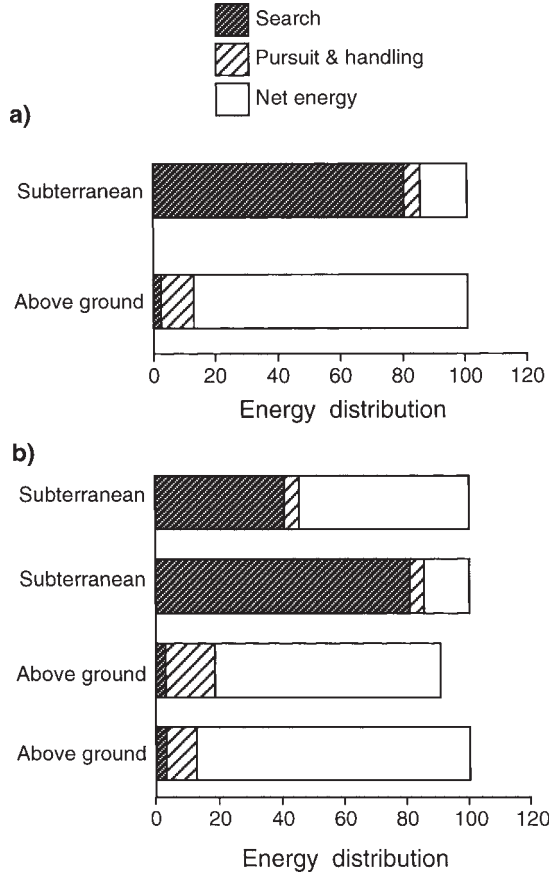 Search
Pursuit & handling
Net energy
a)
Subterranean
Above ground
0 20 40 60 80 100 120
Energy distribution
b)
Subterranean
Subterranean
Above ground
Above ground
0 20 40 60 80 100 120
Energy distribution